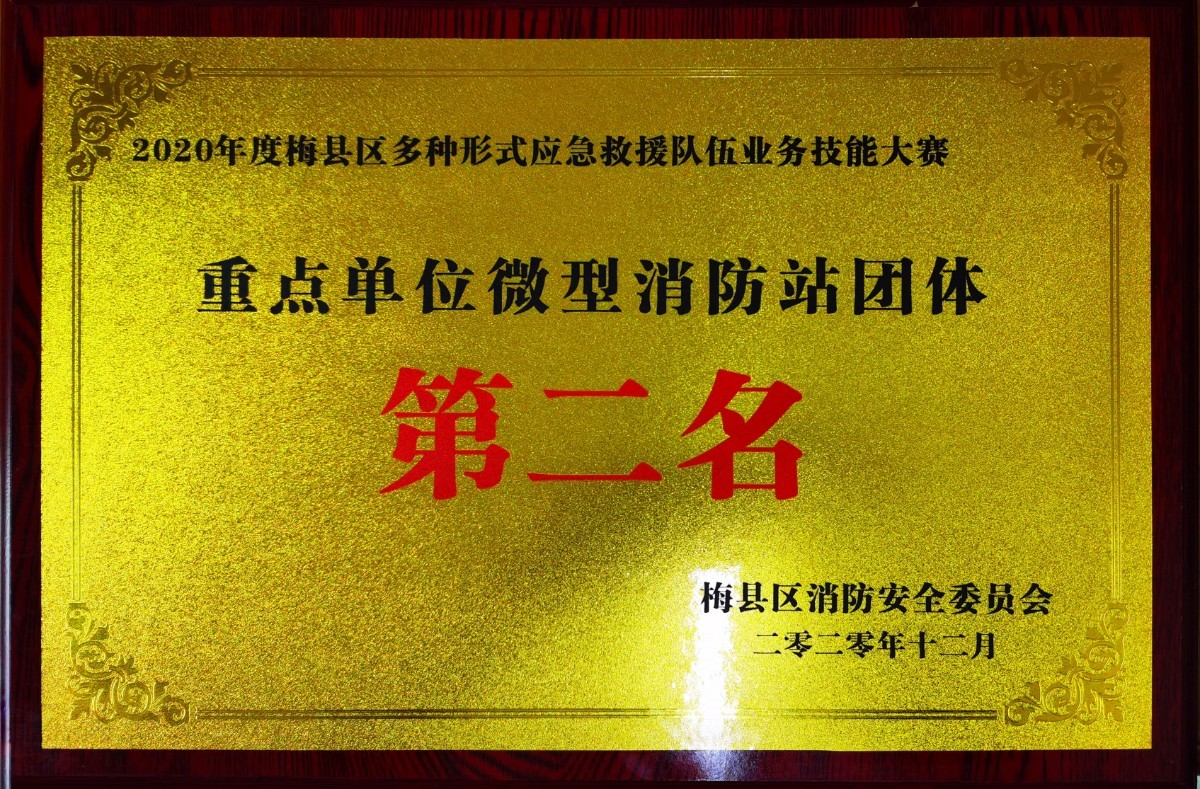 2020年度梅县区多种形式应急救援队伍业务技能大赛
重点单位微型消防站团体
第二名
梅县区消防安全委员会
二零二零年十二月